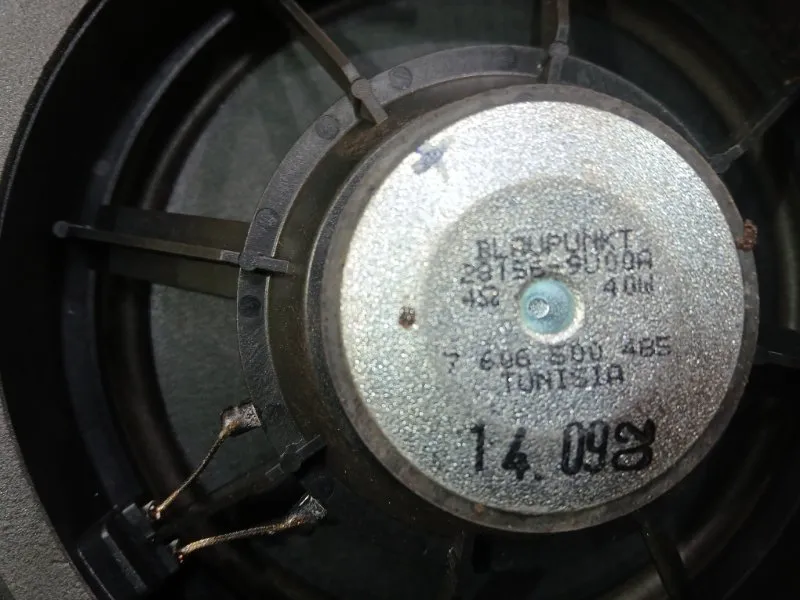 BLAUPUNKT
28156-9U00A
4Ω 40W
7 606 500 485
TUNISIA
14.09